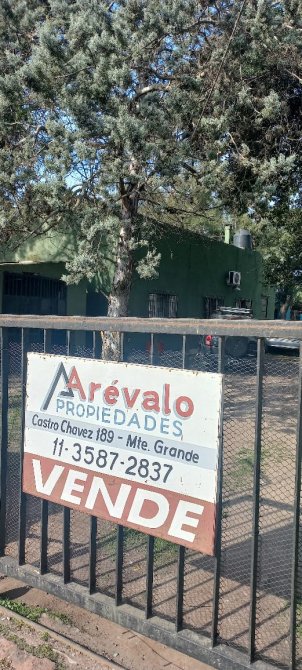 Arévalo
PROPIEDADES
Castro Chavez 189 - Mte. Grande
11-3587-2837
VENDE